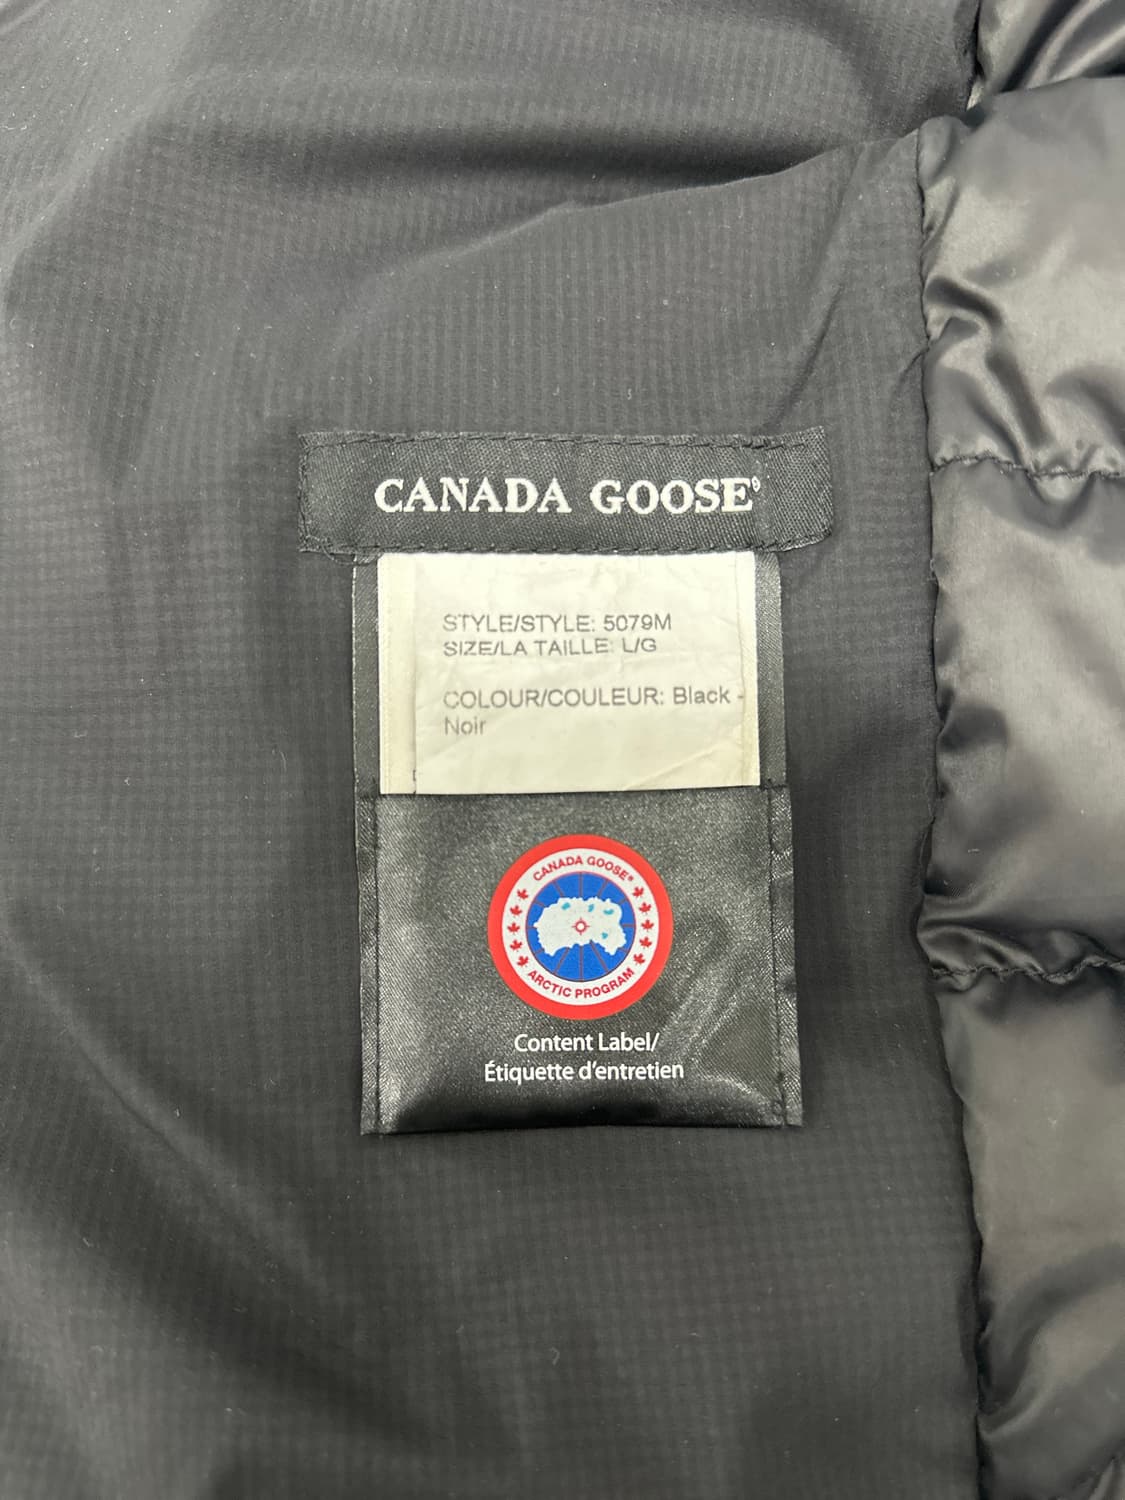 CANADA GOOSE®
STYLE/STYLE: 5079M
SIZE/LA TAILLE: L/G
COLOUR/COULEUR: Black -
Noir
CANADA GOOSE®
ARCTIC PROGRAM
Content Label/
Étiquette d'entretien